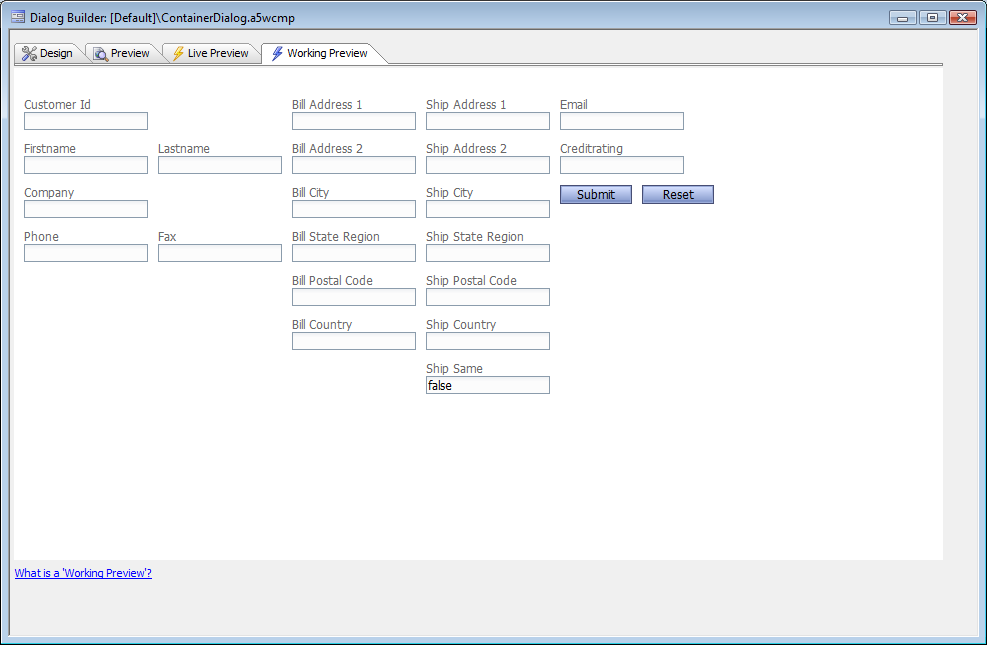 Dialog Builder: [Default]\ContainerDialog.a5wcmp
Design Preview Live Preview Working Preview
Customer Id Bill Address 1 Ship Address 1 Email
Firstname Lastname Bill Address 2 Ship Address 2 Creditrating
Company Bill City Ship City Submit Reset
Phone Fax Bill State Region Ship State Region
Bill Postal Code Ship Postal Code
Bill Country Ship Country
Ship Same
false
What is a 'Working Preview'?